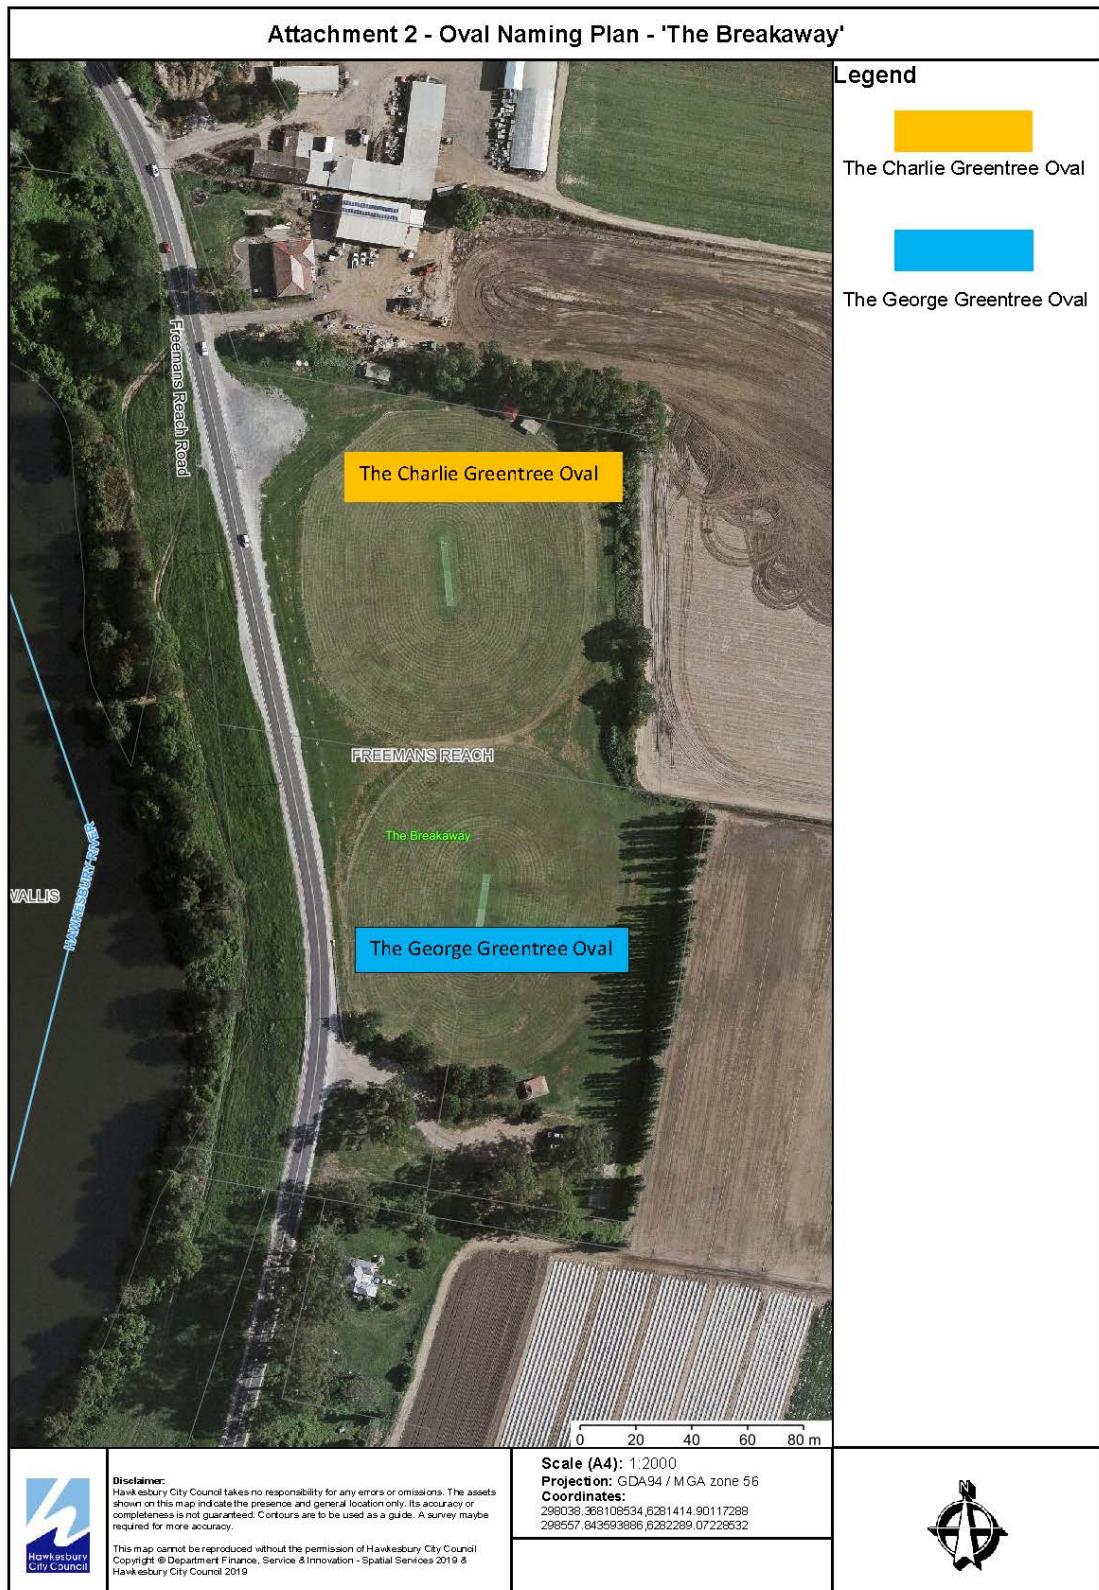 Attachment 2 - Oval Naming Plan - 'The Breakaway'
Legend
The Charlie Greentree Oval
The George Greentree Oval
Freemans Reach Road
The Charlie Greentree Oval
FREEMANS REACH
The Breakaway
VALLIS
HAWKESBURY RIVER
The George Greentree Oval
0 20 40 60 80 m
Hawkesbury
City Council
Disclaimer:
Hawkesbury City Council takes no responsibility for any errors or omissions. The assets
shown on this map indicate the presence and general location only. Its accuracy or
completeness is not guaranteed. Contours are to be used as a guide. A survey maybe
required for more accuracy.
This map cannot be reproduced without the permission of Hawkesbury City Council
Copyright © Department Finance, Service & Innovation - Spatial Services 2019 &
Hawkesbury City Council 2019
Scale (A4): 1:2000
Projection: GDA94 / MGA zone 56
Coordinates:
298038.368108534,6281414.90117288
298557.843593886,6282289.07228532
N